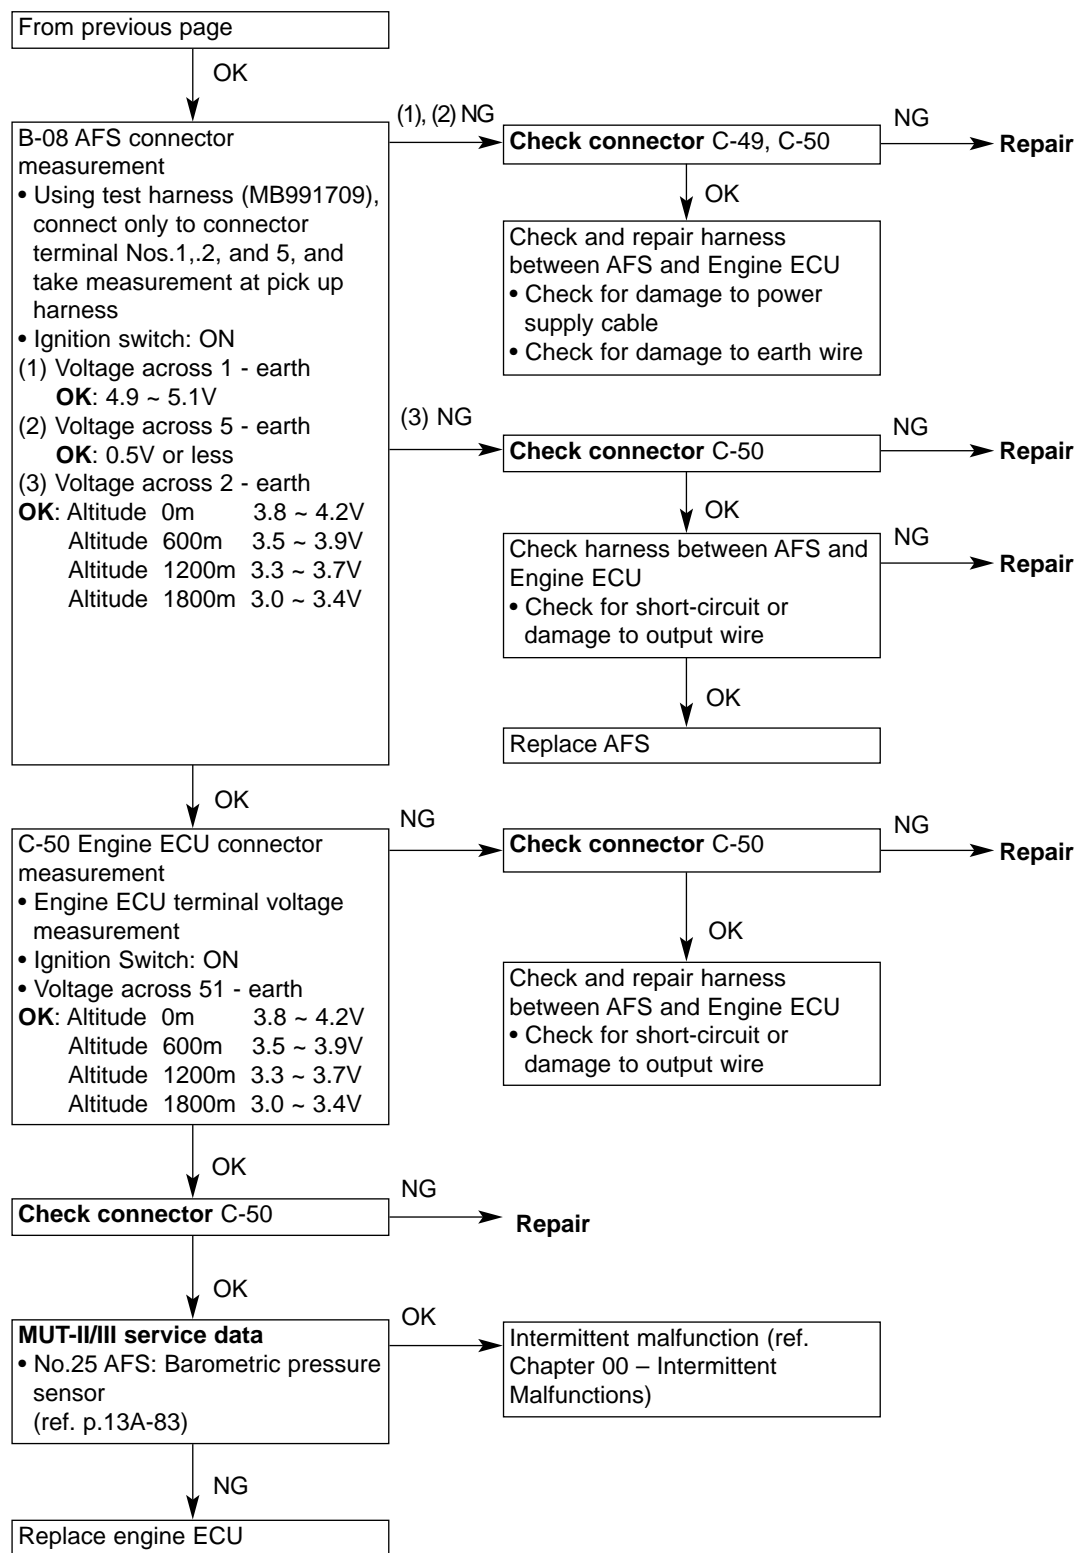 From previous page
OK
B-08 AFS connector
measurement
• Using test harness (MB991709),
connect only to connector
terminal Nos.1,.2, and 5, and
take measurement at pick up
harness
• Ignition switch: ON
(1) Voltage across 1 - earth
OK: 4.9 ~ 5.1V
(2) Voltage across 5 - earth
OK: 0.5V or less
(3) Voltage across 2 - earth
OK: Altitude 0m 3.8 ~ 4.2V
Altitude 600m 3.5 ~ 3.9V
Altitude 1200m 3.3 ~ 3.7V
Altitude 1800m 3.0 ~ 3.4V
(1), (2) NG
Check connector C-49, C-50
NG
Repair
OK
Check and repair harness
between AFS and Engine ECU
• Check for damage to power
supply cable
• Check for damage to earth wire
(3) NG
Check connector C-50
NG
Repair
OK
Check harness between AFS and
Engine ECU
• Check for short-circuit or
damage to output wire
NG
Repair
OK
Replace AFS
OK
C-50 Engine ECU connector
measurement
• Engine ECU terminal voltage
measurement
• Ignition Switch: ON
• Voltage across 51 - earth
OK: Altitude 0m 3.8 ~ 4.2V
Altitude 600m 3.5 ~ 3.9V
Altitude 1200m 3.3 ~ 3.7V
Altitude 1800m 3.0 ~ 3.4V
NG
Check connector C-50
NG
Repair
OK
Check and repair harness
between AFS and Engine ECU
• Check for short-circuit or
damage to output wire
OK
Check connector C-50
NG
Repair
OK
MUT-II/III service data
• No.25 AFS: Barometric pressure
sensor
(ref. p.13A-83)
OK
Intermittent malfunction (ref.
Chapter 00 – Intermittent
Malfunctions)
NG
Replace engine ECU